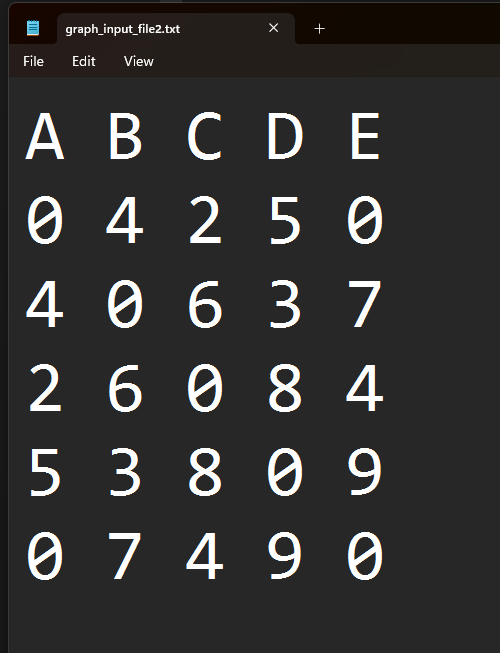 graph_input_file2.txt
File Edit View
A B C D E
0 4 2 5 0
4 0 6 3 7
2 6 0 8 4
5 3 8 0 9
0 7 4 9 0